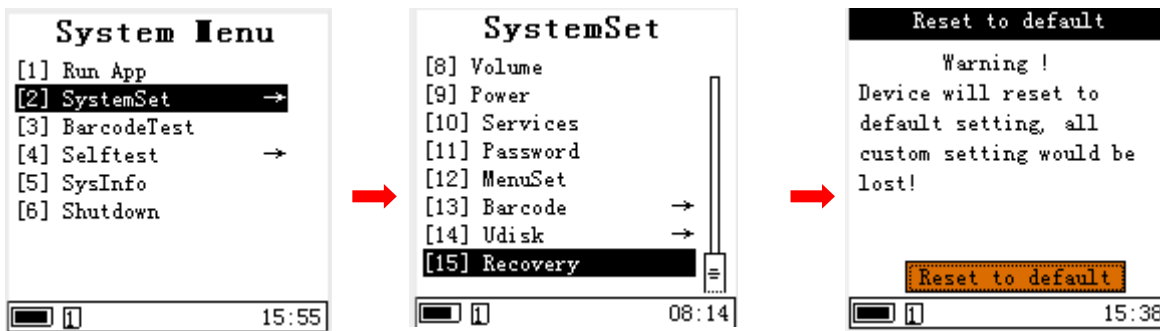 System Menu
[1] Run App
[2] SystemSet →
[3] BarcodeTest
[4] Selftest →
[5] SysInfo
[6] Shutdown
1 15:55
SystemSet
[8] Volume
[9] Power
[10] Services
[11] Password
[12] MenuSet
[13] Barcode →
[14] Udisk →
[15] Recovery
1 08:14
Reset to default
Warning !
Device will reset to
default setting, all
custom setting would be
lost!
Reset to default
1 15:38